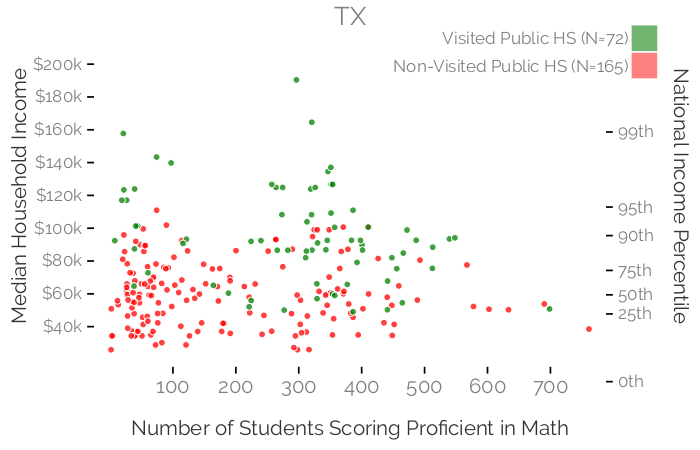 TX
Visited Public HS (N=72)
Non-Visited Public HS (N=165)
Median Household Income
$200k
$180k
$160k
$140k
$120k
$100k
$80k
$60k
$40k
National Income Percentile
99th
95th
90th
75th
50th
25th
0th
100 200 300 400 500 600 700
Number of Students Scoring Proficient in Math